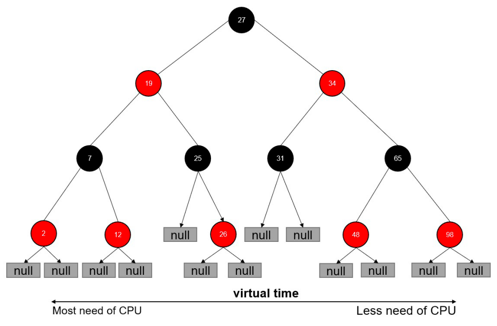 27
19
34
7
25
31
65
null
null
null
2
12
26
48
98
null
null
null
null
null
null
null
null
null
null
virtual time
Most need of CPU
Less need of CPU